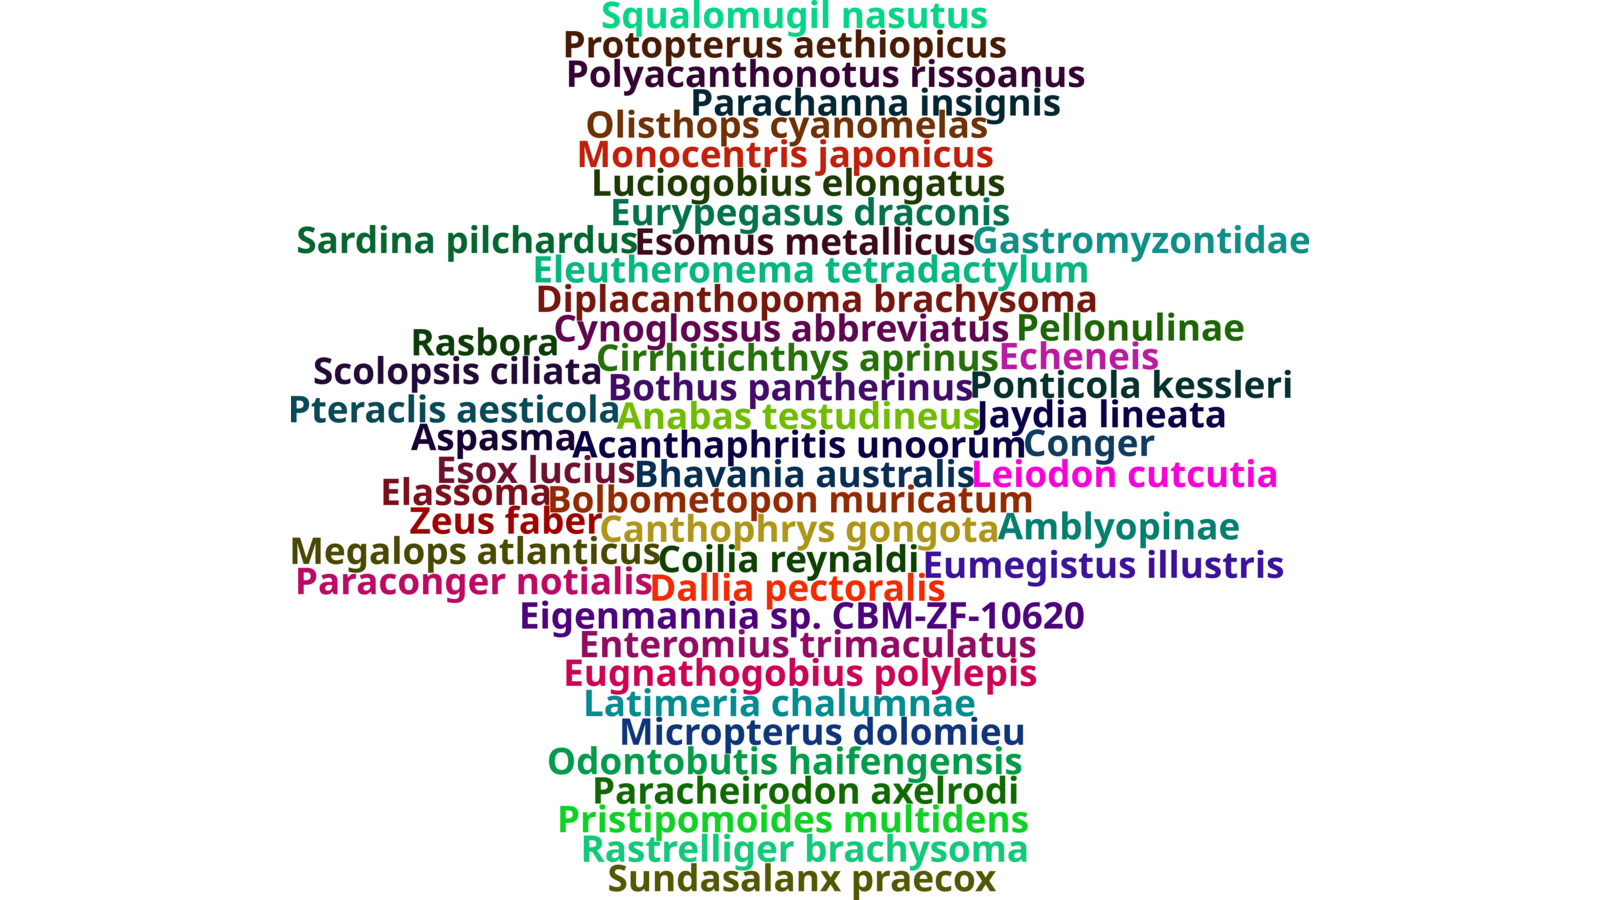 Squalomugil nasutus
Protopterus aethiopicus
Polyacanthonotus rissoanus
Parachanna insignis
Olisthops cyanomelas
Monocentris japonicus
Luciogobius elongatus
Eurypegasus draconis
Sardina pilchardus Esomus metallicus Gastromyzontidae
Eleutheronema tetradactylum
Diplacanthopoma brachysoma
Cynoglossus abbreviatus Pellonulinae
Rasbora Cirrhitichthys aprinus Echeneis
Scolopsis ciliata Bothus pantherinus Ponticola kessleri
Pteraclis aesticola Anabas testudineus Jaydia lineata
Aspasma Acanthaphritis unoorum Conger
Esox lucius Bhavania australis Leiodon cutcutia
Elassoma Bolbometopon muricatum
Zeus faber Canthophrys gongota Amblyopinae
Megalops atlanticus Coilia reynaldi Eumegistus illustris
Paraconger notialis Dallia pectoralis
Eigenmannia sp. CBM-ZF-10620
Enteromius trimaculatus
Eugnathogobius polylepis
Latimeria chalumnae
Micropterus dolomieu
Odontobutis haifengensis
Paracheirodon axelrodi
Pristipomoides multidens
Rastrelliger brachysoma
Sundasalanx praecox